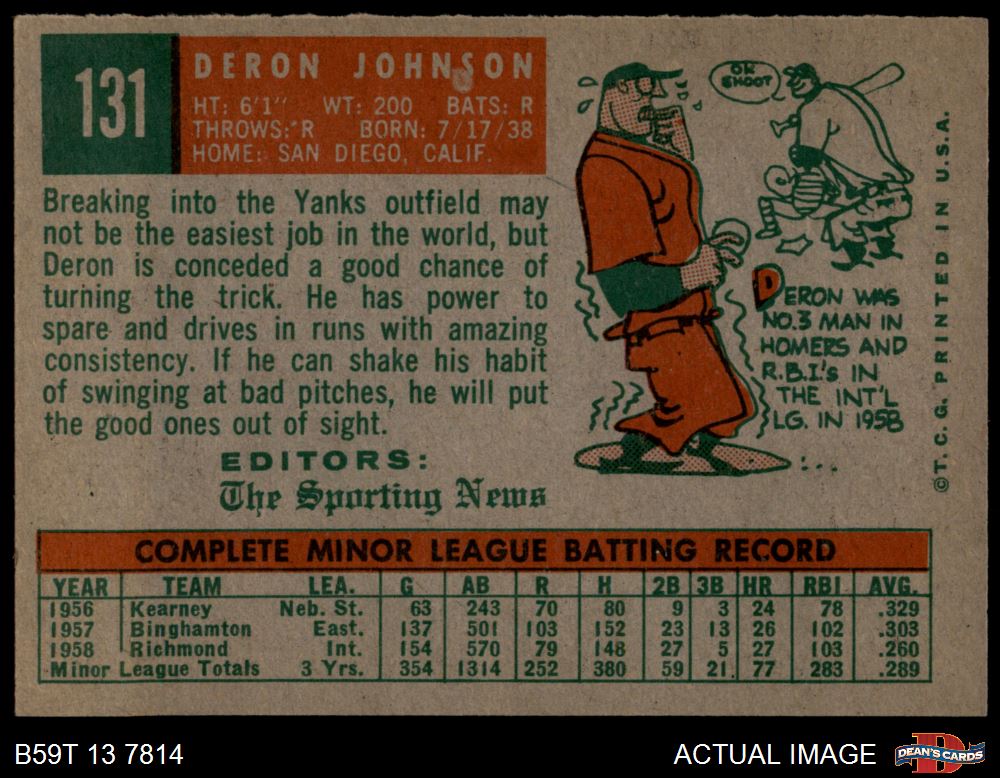 131
DERON JOHNSON
HT: 6'1" WT: 200 BATS: R
THROWS: R BORN: 7/17/38
HOME: SAN DIEGO, CALIF.
Breaking into the Yanks outfield may
not be the easiest job in the world, but
Deron is conceded a good chance of
turning the trick. He has power to
spare and drives in runs with amazing
consistency. If he can shake his habit
of swinging at bad pitches, he will put
the good ones out of sight.
EDITORS:
The Sporting News
OK
SHOOT
DERON WAS
NO.3 MAN IN
HOMERS AND
R.B.I.'s IN
THE INT'L
LG. IN 1958
©T. C. G. PRINTED IN U.S.A.
COMPLETE MINOR LEAGUE BATTING RECORD
YEAR TEAM LEA. G AB R H 2B 3B HR RBI AVG.
1956 Kearney Neb. St. 63 243 70 80 9 3 24 78 .329
1957 Binghamton East. 137 501 103 152 23 13 26 102 .303
1958 Richmond Int. 154 570 79 148 27 5 27 103 .260
Minor League Totals 3 Yrs. 354 1314 252 380 59 21. 77 283 .289
B59T 13 7814
ACTUAL IMAGE
DEAN'S CARDS